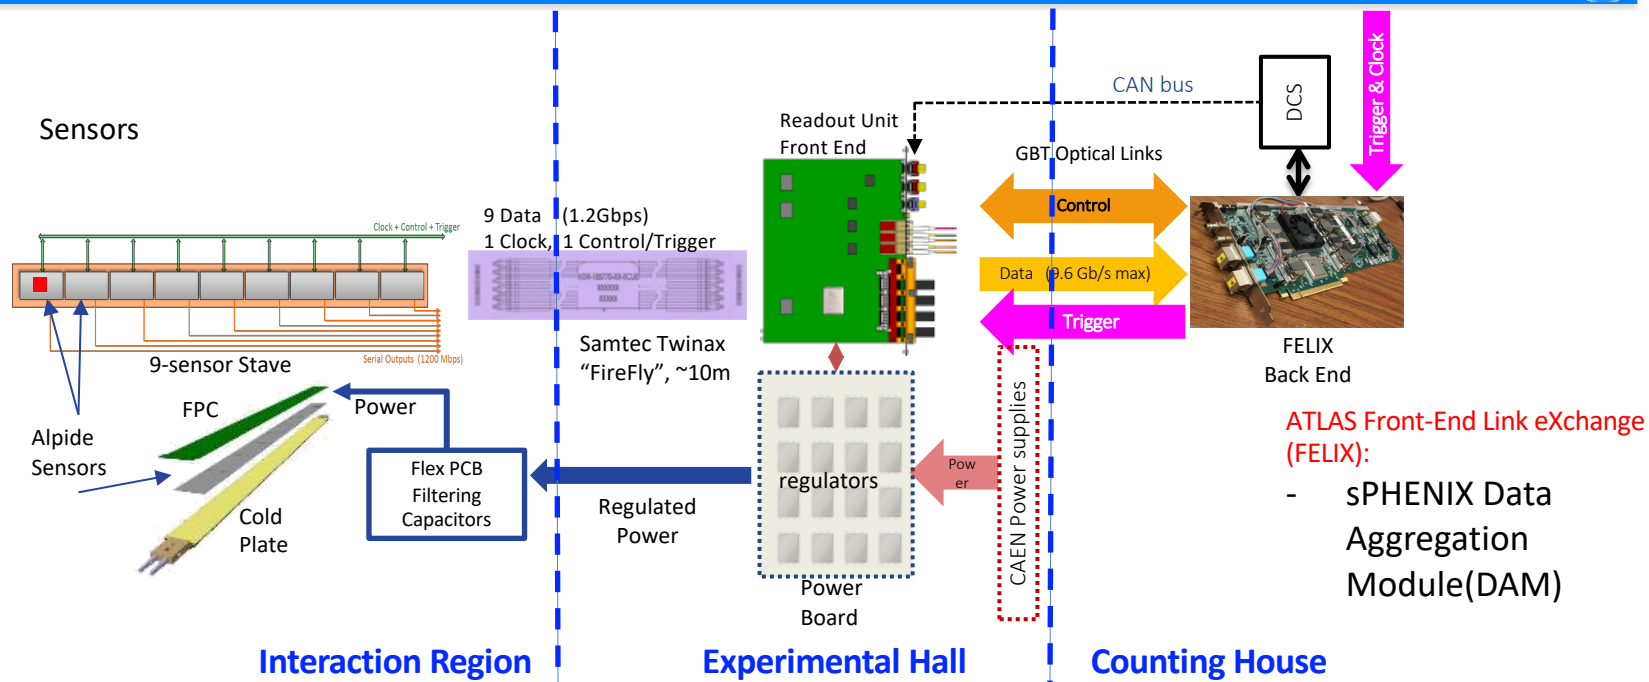 Sensors
Clock + Control + Trigger
9-sensor Stave
Serial Outputs (1200 Mbps)
Alpide
Sensors
FPC
Power
Cold
Plate
Flex PCB
Filtering
Capacitors
9 Data (1.2Gbps)
1 Clock, 1 Control/Trigger
XXXXXX
XXXXX
Samtec Twinax
“FireFly”, ~10m
Regulated
Power
Readout Unit
Front End
regulators
Power
Board
Pow
er
CAEN Power supplies
CAN bus
GBT Optical Links
Control
Data (9.6 Gb/s max)
Trigger
DCS
Trigger & Clock
FELIX
Back End
ATLAS Front-End Link eXchange
(FELIX):
- sPHENIX Data
Aggregation
Module(DAM)
Interaction Region
Experimental Hall
Counting House